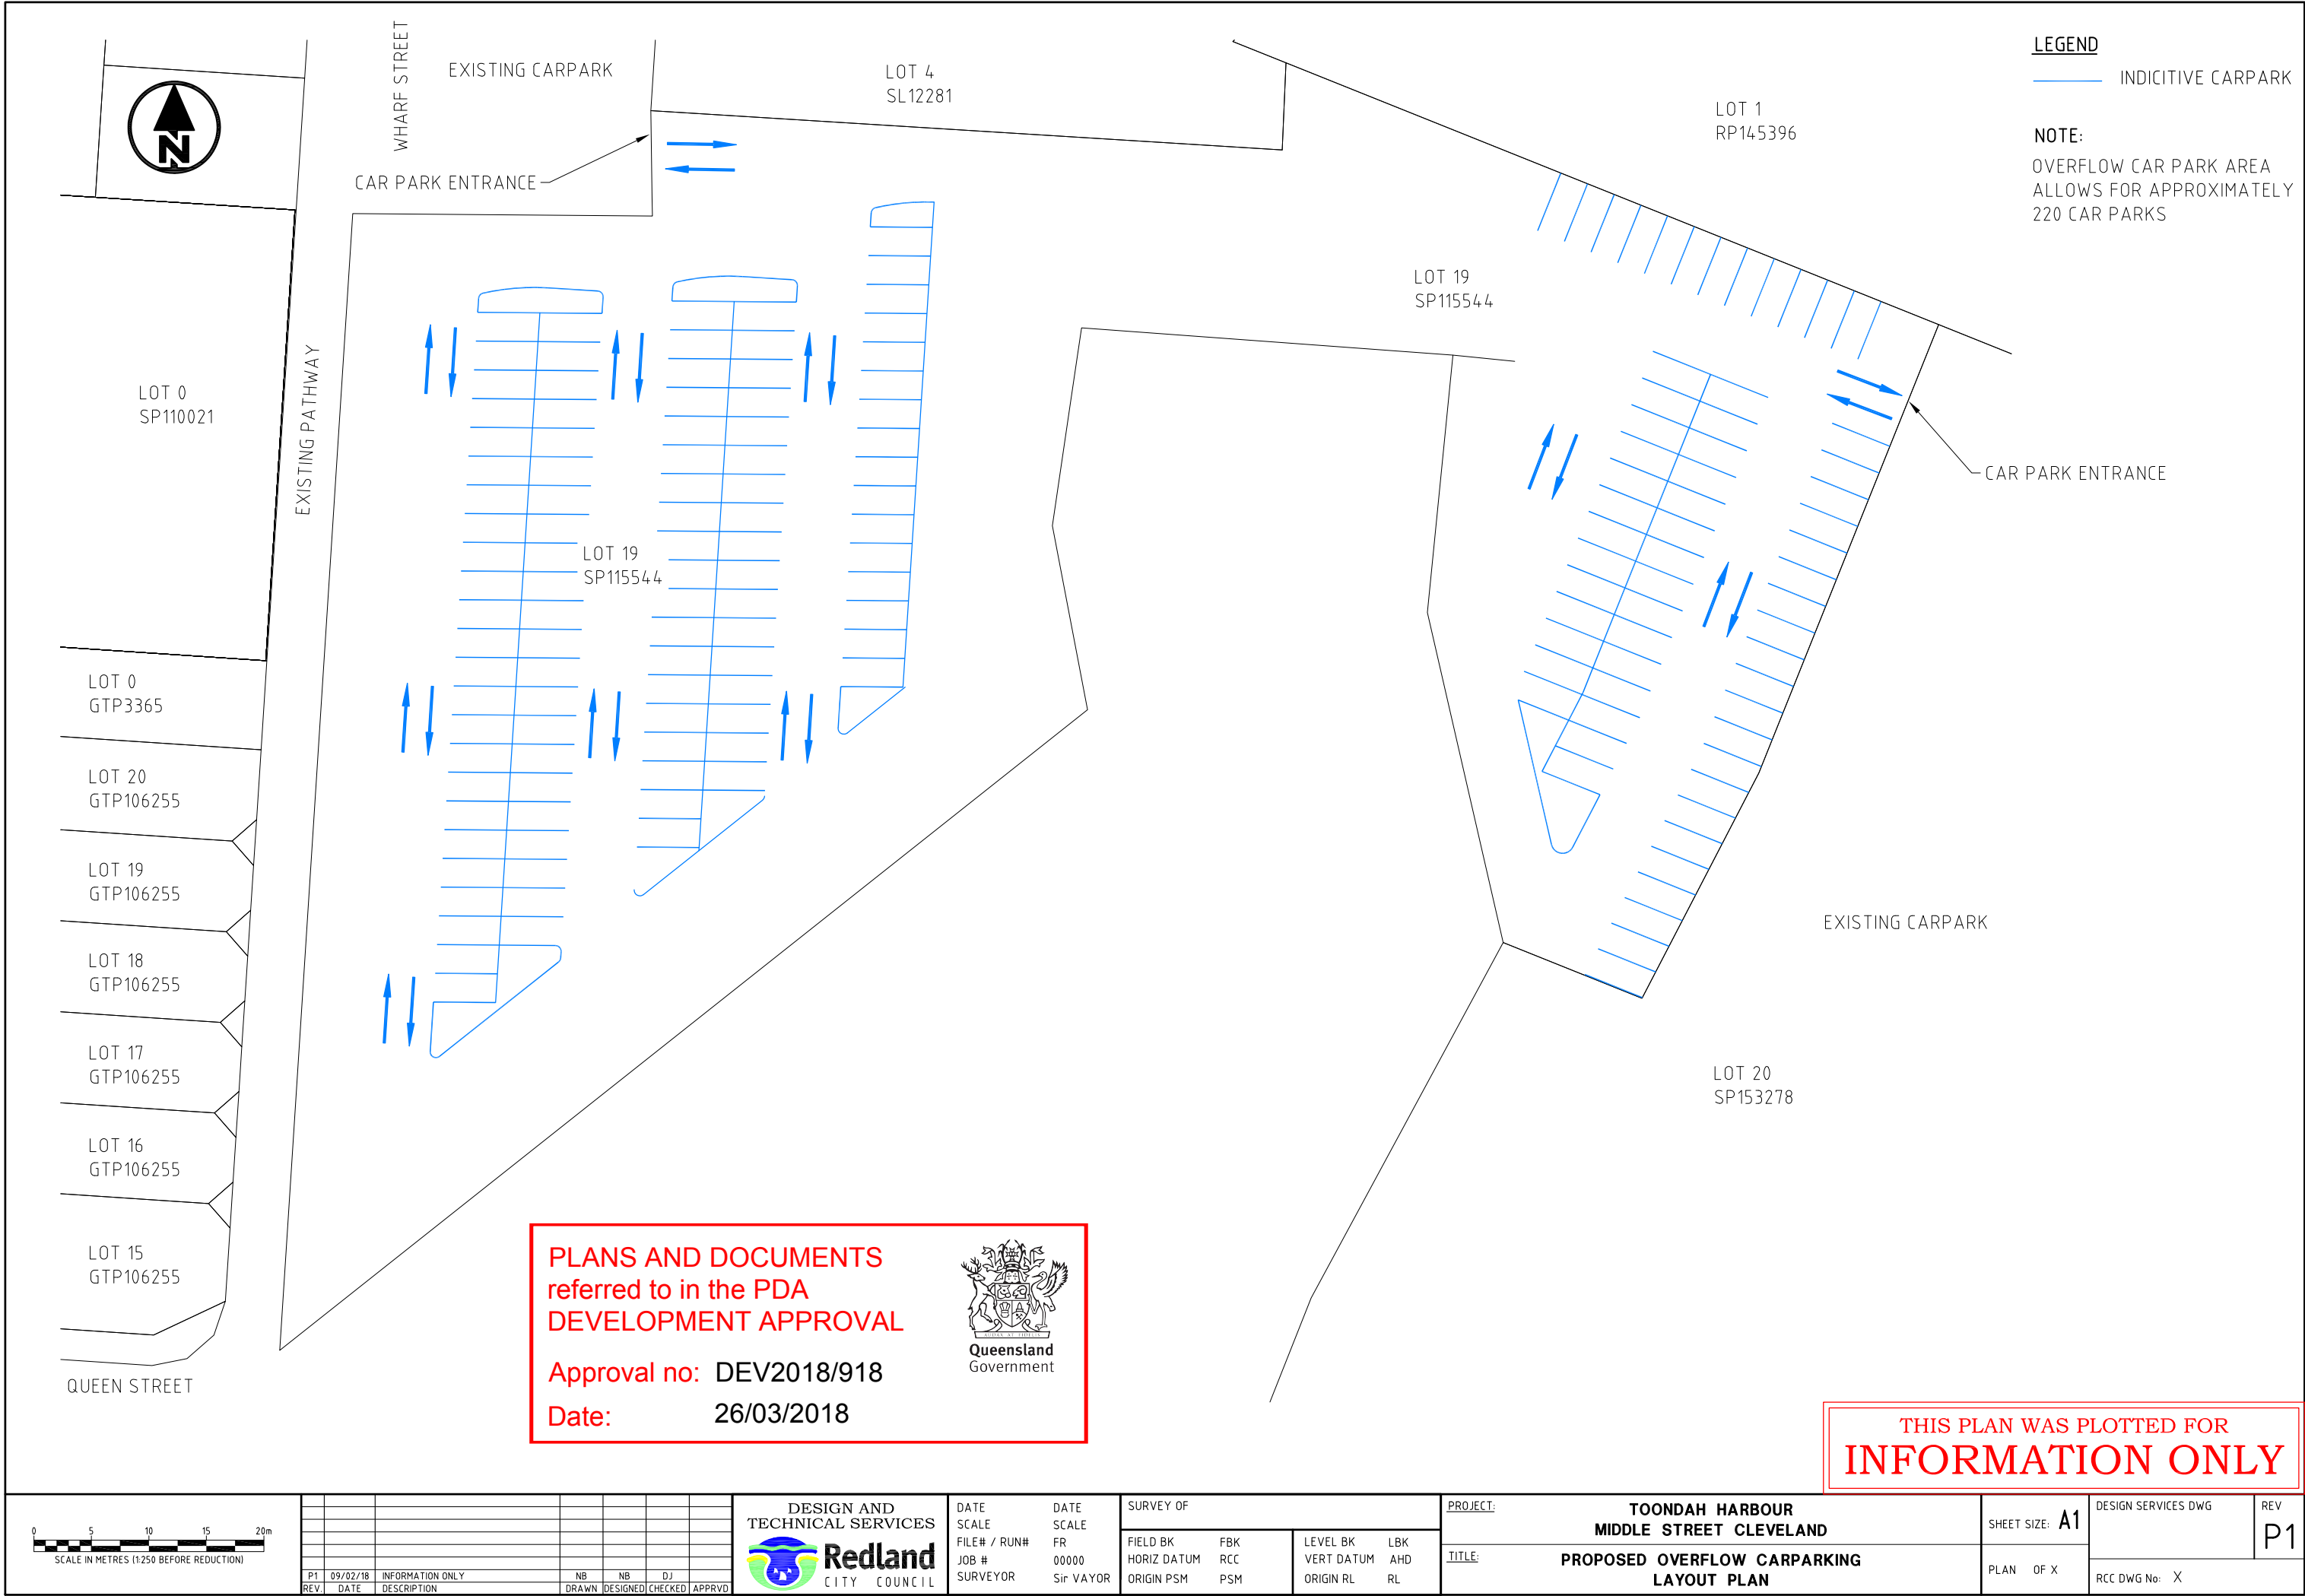 WHARF STREET
EXISTING CARPARK
LOT 4
SL12281
LOT 1
RP145396
LEGEND
INDICITIVE CARPARK
NOTE:
OVERFLOW CAR PARK AREA
ALLOWS FOR APPROXIMATELY
220 CAR PARKS
N
CAR PARK ENTRANCE
LOT 19
SP115544
LOT 0
SP110021
EXISTING PATHWAY
CAR PARK ENTRANCE
LOT 19
SP115544
LOT 0
GTP3365
LOT 20
GTP106255
LOT 19
GTP106255
EXISTING CARPARK
LOT 18
GTP106255
LOT 17
GTP106255
LOT 20
SP153278
LOT 16
GTP106255
LOT 15
GTP106255
QUEEN STREET
PLANS AND DOCUMENTS
referred to in the PDA
DEVELOPMENT APPROVAL
Approval no: DEV2018/918
Date: 26/03/2018
Queensland
Government
THIS PLAN WAS PLOTTED FOR
INFORMATION ONLY
0 5 10 15 20m
SCALE IN METRES (1:250 BEFORE REDUCTION)
P1 09/02/18 INFORMATION ONLY NB NB DJ
REV. DATE DESCRIPTION DRAWN DESIGNED CHECKED APPRVD
DESIGN AND
TECHNICAL SERVICES
Redland
CITY COUNCIL
DATE DATE
SCALE SCALE
FILE# / RUN# FR
JOB # 00000
SURVEYOR Sir VAYOR
SURVEY OF
FIELD BK FBK
HORIZ DATUM RCC
ORIGIN PSM PSM
LEVEL BK LBK
VERT DATUM AHD
ORIGIN RL RL
PROJECT: TOONDAH HARBOUR
MIDDLE STREET CLEVELAND
TITLE: PROPOSED OVERFLOW CARPARKING
LAYOUT PLAN
SHEET SIZE: A1
PLAN OF X
DESIGN SERVICES DWG
RCC DWG No: X
REV
P1